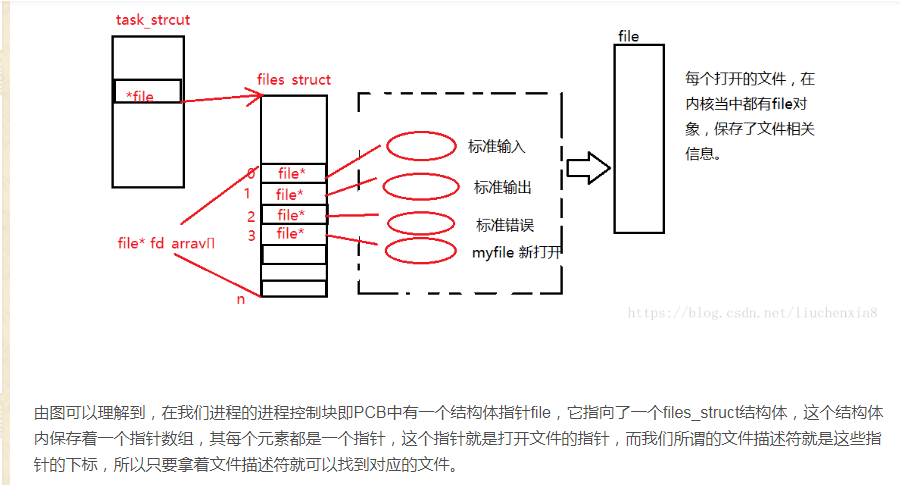 task_strcut
*file
files struct
0 file*
1 file*
2 file*
3 file*
n
file* fd array[]
标准输入
标准输出
标准错误
myfile 新打开
file
每个打开的文件，在
内核当中都有file对
象，保存了文件相关
信息。
https://blog.csdn.net/liuchenxia8
由图可以理解到，在我们进程的进程控制块即PCB中有一个结构体指针file，它指向了一个files_struct结构体，这个结构体
内保存着一个指针数组，其每个元素都是一个指针，这个指针就是打开文件的指针，而我们所谓的文件描述符就是这些指
针的下标，所以只要拿着文件描述符就可以找到对应的文件。